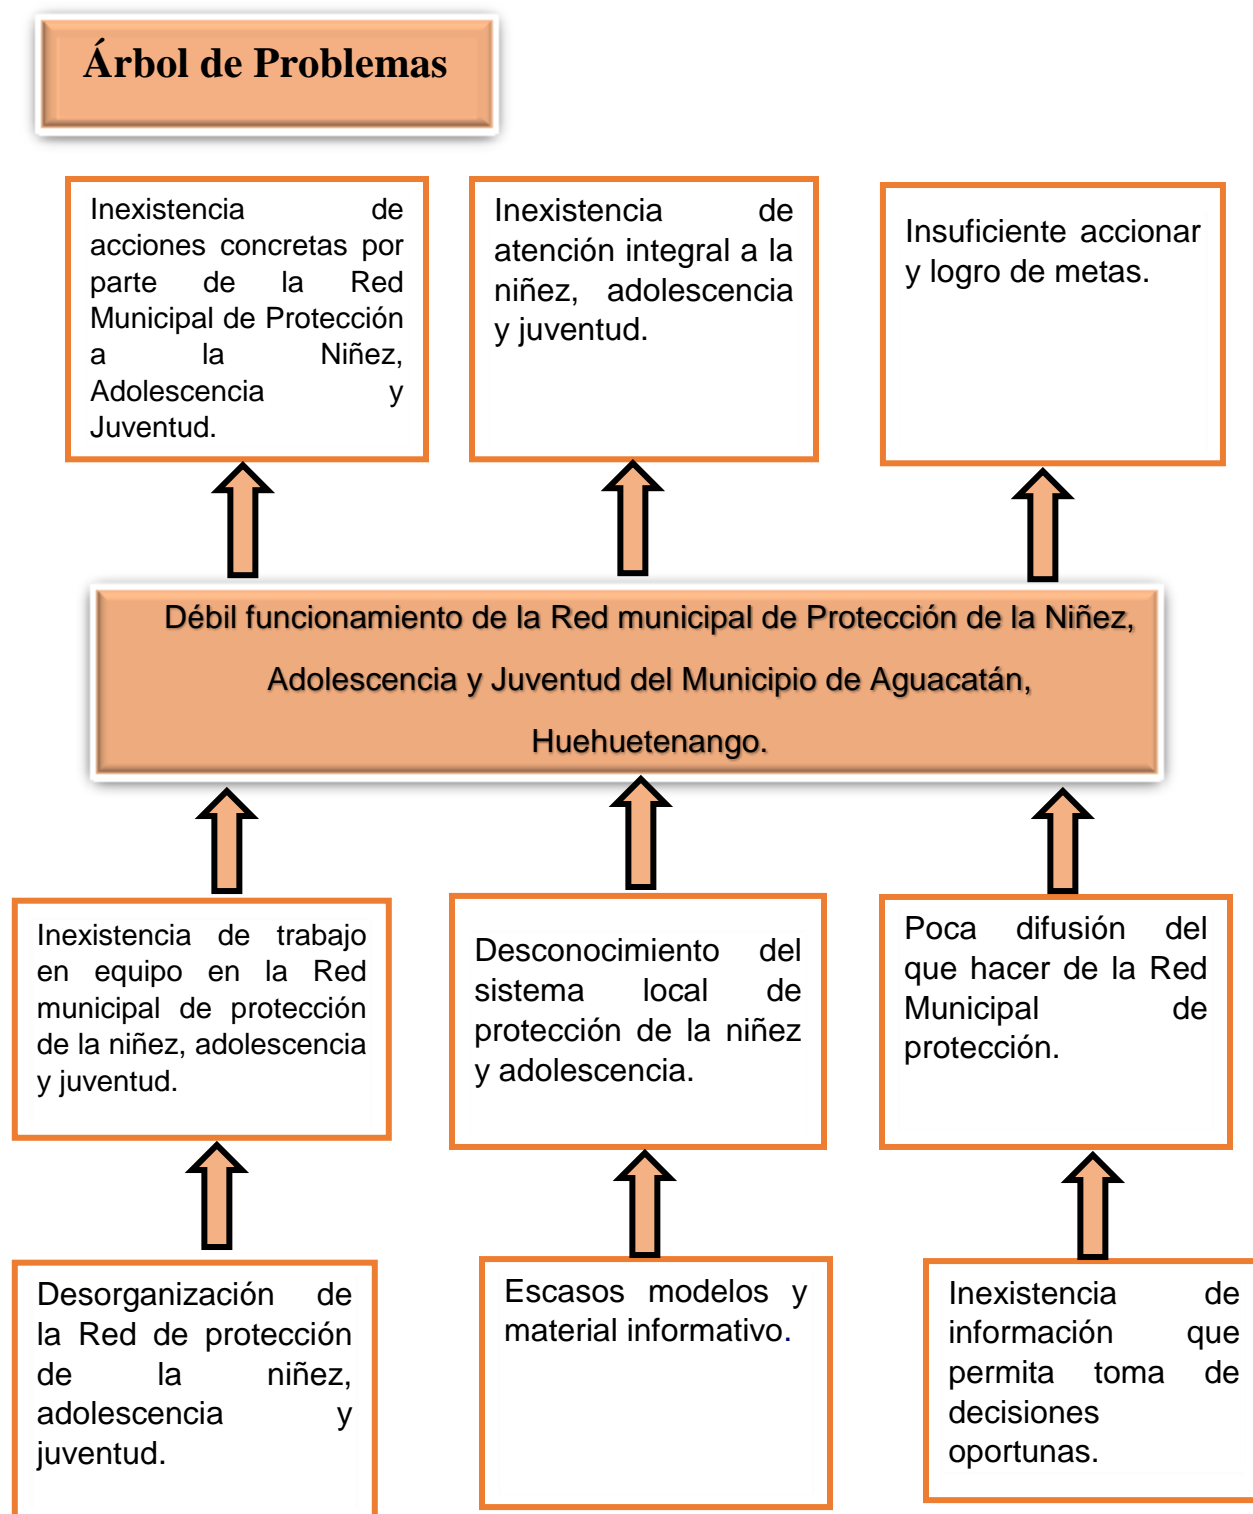 Árbol de Problemas
Inexistencia de
acciones concretas por
parte de la Red
Municipal de Protección
a la Niñez,
Adolescencia y
Juventud.
Inexistencia de
atención integral a la
niñez, adolescencia
y juventud.
Insuficiente accionar
y logro de metas.
Débil funcionamiento de la Red municipal de Protección de la Niñez,
Adolescencia y Juventud del Municipio de Aguacatán,
Huehuetenango.
Inexistencia de trabajo
en equipo en la Red
municipal de protección
de la niñez, adolescencia
y juventud.
Desconocimiento del
sistema local de
protección de la niñez
y adolescencia.
Poca difusión del
que hacer de la Red
Municipal de
protección.
Desorganización de
la Red de protección
de la niñez,
adolescencia y
juventud.
Escasos modelos y
material informativo.
Inexistencia de
información que
permita toma de
decisiones
oportunas.